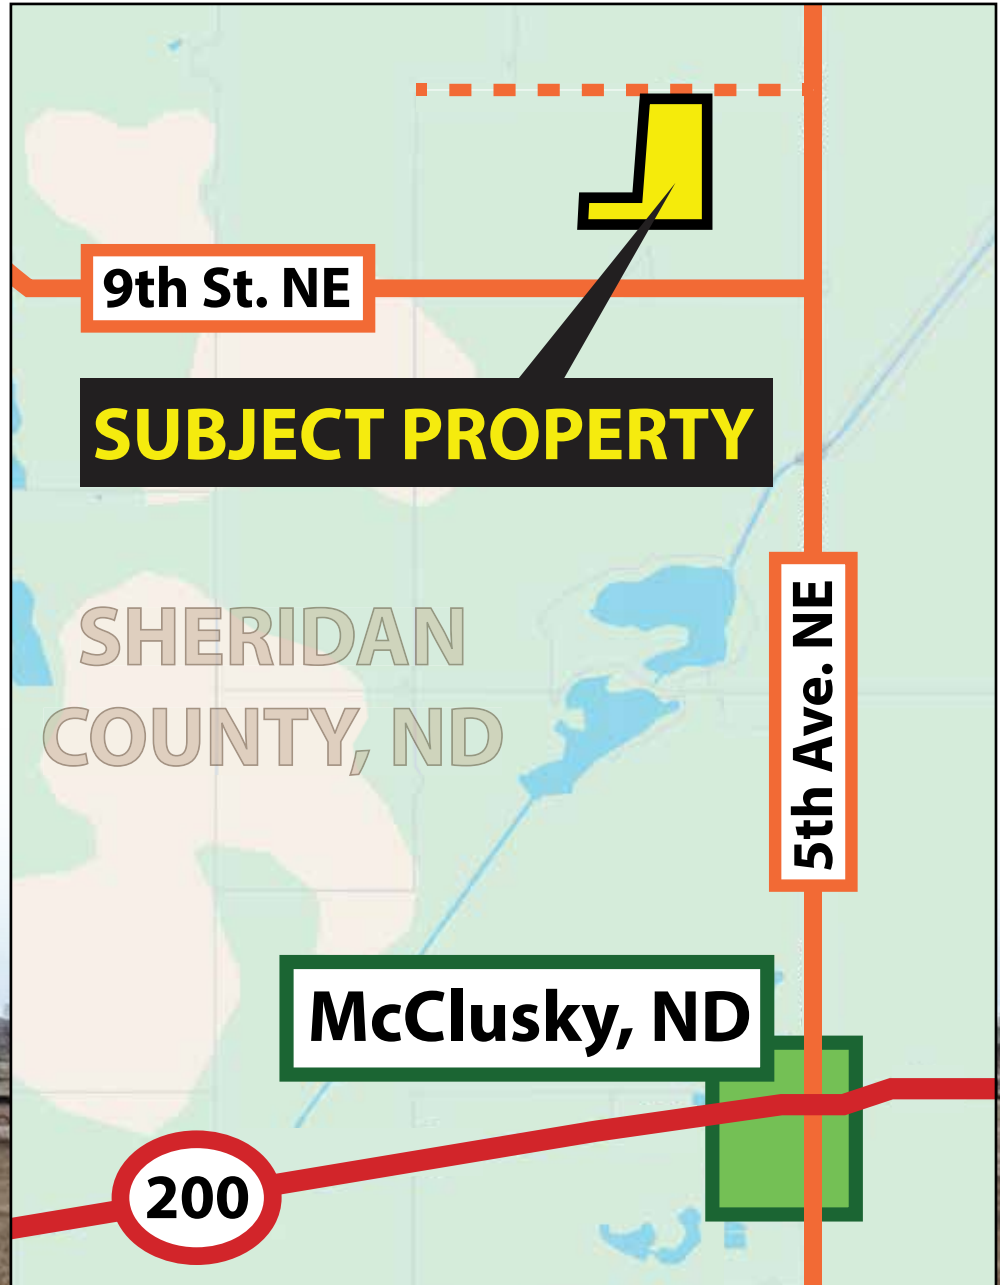 9th St. NE
SUBJECT PROPERTY
SHERIDAN
COUNTY, ND
5th Ave. NE
McClusky, ND
200